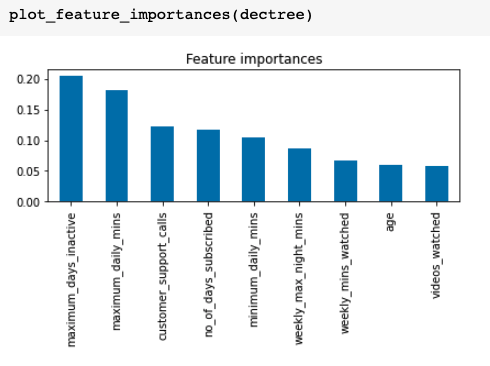 plot_feature_importances(dectree)
Feature importances
0.20
0.15
0.10
0.05
0.00
maximum_days_inactive
maximum_daily_mins
customer_support_calls
no_of_days_subscribed
minimum_daily_mins
weekly_max_night_mins
weekly_mins_watched
age
videos_watched